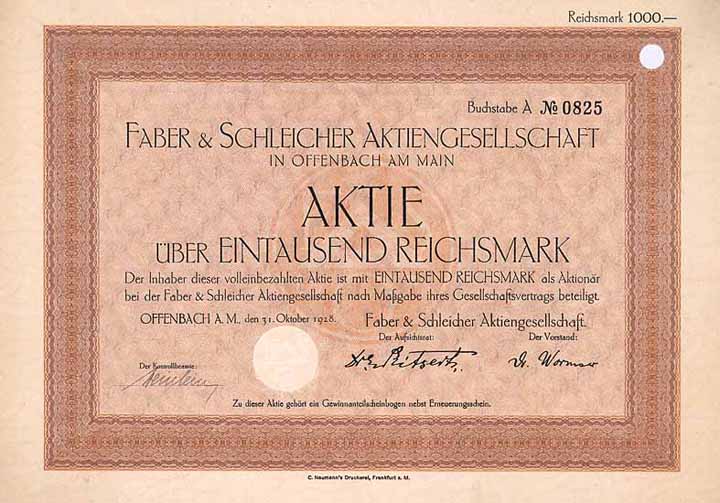 Reichsmark 1000.—
Buchstabe A № 0825
FABER & SCHLEICHER AKTIENGESELLSCHAFT
IN OFFENBACH AM MAIN
AKTIE
ÜBER EINTAUSEND REICHSMARK
Der Inhaber dieser volleinbezahlten Aktie ist mit EINTAUSEND REICHSMARK als Aktionär
bei der Faber & Schleicher Aktiengesellschaft nach Maßgabe ihres Gesellschaftsvertrags beteiligt.
OFFENBACH A. M., den 31. Oktober 1928. Faber & Schleicher Aktiengesellschaft.
Der Aufsichtsrat: Der Vorstand:
Der Kontrollbeamte:
Zu dieser Aktie gehört ein Gewinnanteilscheinbogen nebst Erneuerungsschein.
C. Naumann's Druckerei, Frankfurt a. M.